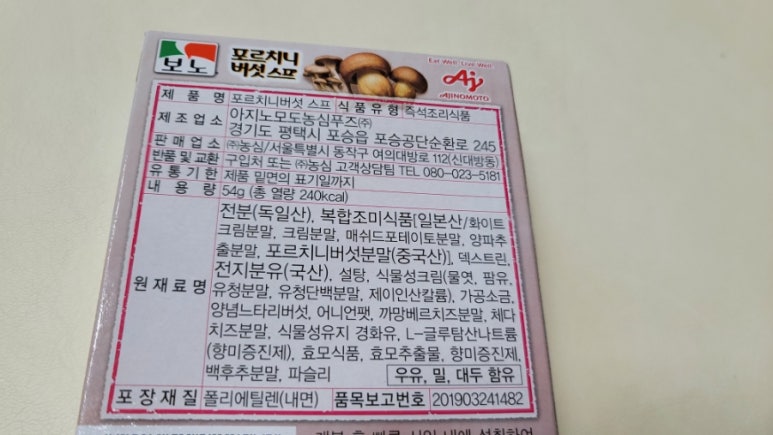 보노
포르치니
버섯 스프
Eat Well, Live Well.
AJINOMOTO
제 품 명 포르치니버섯 스프 식품유형 즉석조리식품
제조업소 아지노모도농심푸즈㈜
경기도 평택시 포승읍 포승공단순환로 245
판매업소 ㈜농심/서울특별시 동작구 여의대방로 112(신대방동)
반품 및 교환 구입처 또는 ㈜농심 고객상담팀 TEL 080-023-5181
유통기한 제품 밑면의 표기일까지
내 용 량 54g (총 열량 240kcal)
원재료명 전분(독일산), 복합조미식품[일본산/화이트
크림분말, 크림분말, 매쉬드포테이토분말, 양파추
출분말, 포르치니버섯분말(중국산)], 덱스트린,
전지분유(국산), 설탕, 식물성크림(물엿, 팜유,
유청분말, 유청단백분말, 제이인산칼륨), 가공소금,
양념느타리버섯, 어니언팻, 까망베르치즈분말, 체다
치즈분말, 식물성유지 경화유, L-글루탐산나트륨
(향미증진제), 효모식품, 효모추출물, 향미증진제,
백후추분말, 파슬리
우유, 밀, 대두 함유
포장재질 폴리에틸렌(내면) 품목보고번호 201903241482